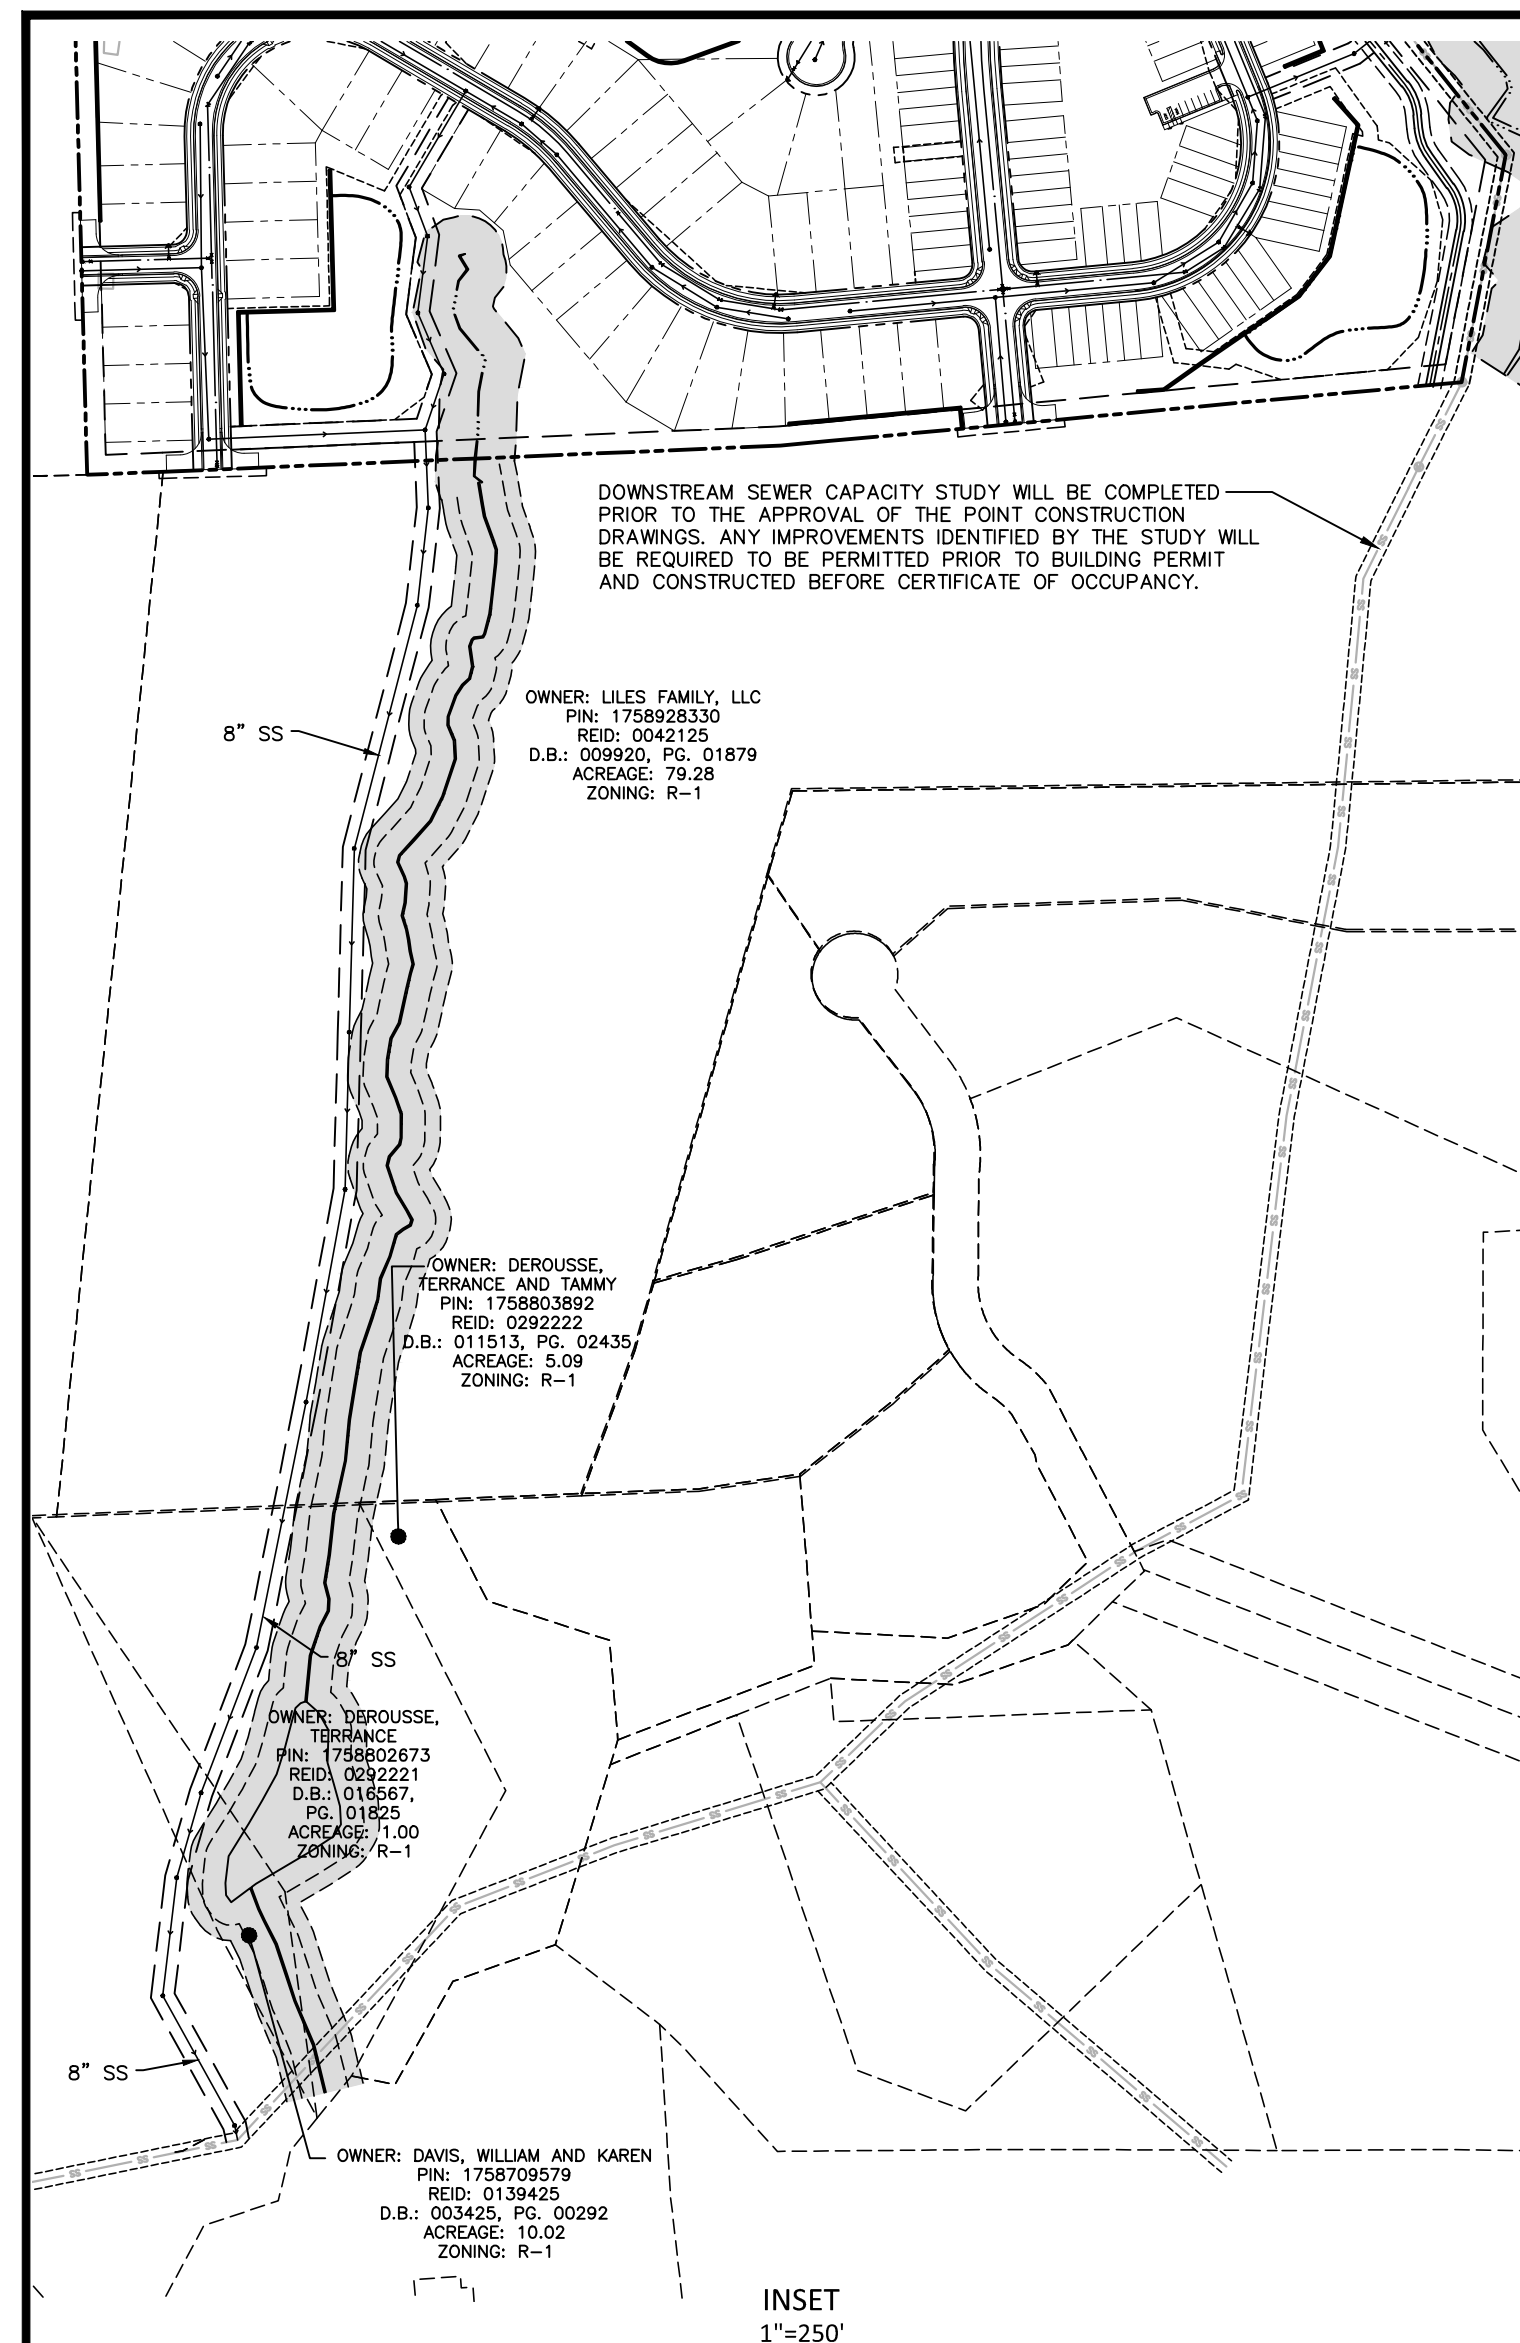 DOWNSTREAM SEWER CAPACITY STUDY WILL BE COMPLETED
PRIOR TO THE APPROVAL OF THE POINT CONSTRUCTION
DRAWINGS. ANY IMPROVEMENTS IDENTIFIED BY THE STUDY WILL
BE REQUIRED TO BE PERMITTED PRIOR TO BUILDING PERMIT
AND CONSTRUCTED BEFORE CERTIFICATE OF OCCUPANCY.
OWNER: LILES FAMILY, LLC
PIN: 1758928330
REID: 0042125
D.B.: 009920, PG. 01879
ACREAGE: 79.28
ZONING: R-1
8" SS
OWNER: DEROUSSE,
TERRANCE AND TAMMY
PIN: 1758803892
REID: 0292222
D.B.: 011513, PG. 02435
ACREAGE: 5.09
ZONING: R-1
8" SS
OWNER: DEROUSSE,
TERRANCE
PIN: 1758802673
REID: 0292221
D.B.: 016567,
PG. 01825
ACREAGE: 1.00
ZONING: R-1
8" SS
OWNER: DAVIS, WILLIAM AND KAREN
PIN: 1758709579
REID: 0139425
D.B.: 003425, PG. 00292
ACREAGE: 10.02
ZONING: R-1
INSET
1"=250'